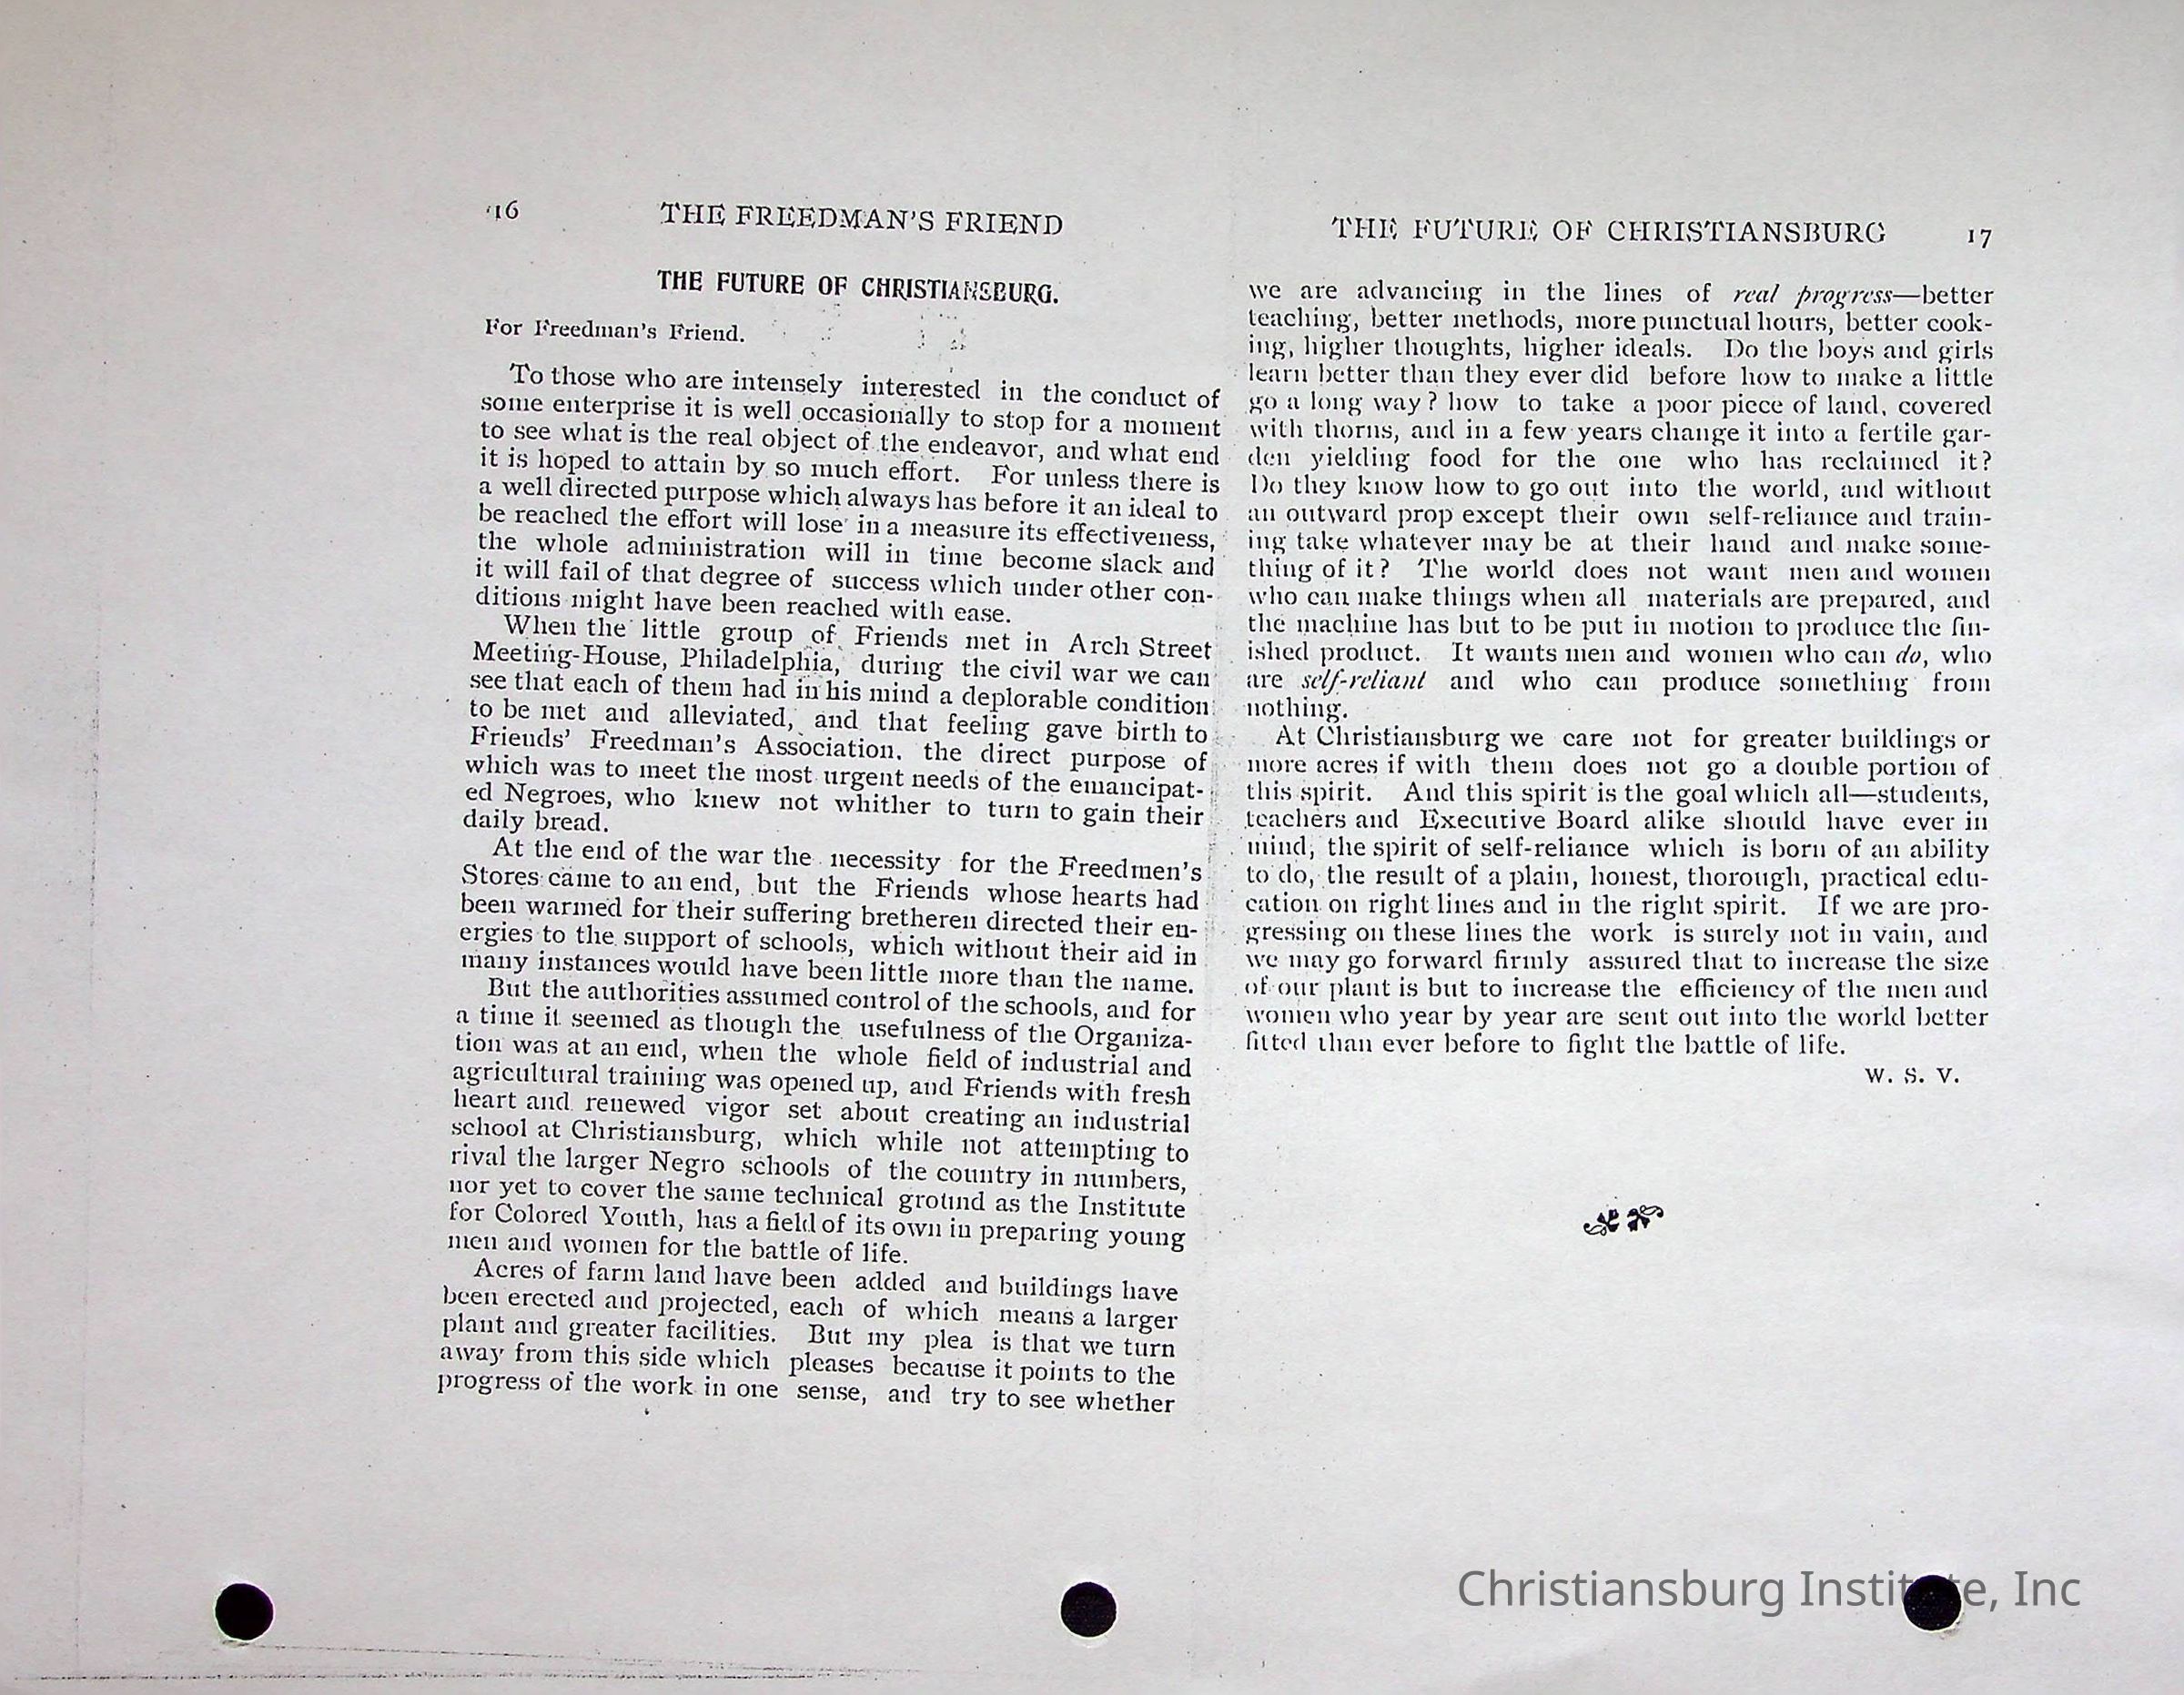 16
THE FREEDMAN'S FRIEND
THE FUTURE OF CHRISTIANSBURG.
For Freedman's Friend.
To those who are intensely interested in the conduct of
some enterprise it is well occasionally to stop for a moment
to see what is the real object of the endeavor, and what end
it is hoped to attain by so much effort. For unless there is
a well directed purpose which always has before it an ideal to
be reached the effort will lose in a measure its effectiveness,
the whole administration will in time become slack and
it will fail of that degree of success which under other con-
ditions might have been reached with ease.
When the little group of Friends met in Arch Street
Meeting-House, Philadelphia, during the civil war we can
see that each of them had in his mind a deplorable condition
to be met and alleviated, and that feeling gave birth to
Friends' Freedman's Association, the direct purpose of
which was to meet the most urgent needs of the emancipat-
ed Negroes, who knew not whither to turn to gain their
daily bread.
At the end of the war the necessity for the Freedmen's
Stores came to an end, but the Friends whose hearts had
been warmed for their suffering bretheren directed their en-
ergies to the support of schools, which without their aid in
many instances would have been little more than the name.
But the authorities assumed control of the schools, and for
a time it seemed as though the usefulness of the Organiza-
tion was at an end, when the whole field of industrial and
agricultural training was opened up, and Friends with fresh
heart and renewed vigor set about creating an industrial
school at Christiansburg, which while not attempting to
rival the larger Negro schools of the country in numbers,
nor yet to cover the same technical ground as the Institute
for Colored Youth, has a field of its own in preparing young
men and women for the battle of life.
Acres of farm land have been added and buildings have
been erected and projected, each of which means a larger
plant and greater facilities. But my plea is that we turn
away from this side which pleases because it points to the
progress of the work in one sense, and try to see whether
THE FUTURE OF CHRISTIANSBURG
17
we are advancing in the lines of real progress—better
teaching, better methods, more punctual hours, better cook-
ing, higher thoughts, higher ideals. Do the boys and girls
learn better than they ever did before how to make a little
go a long way? how to take a poor piece of land, covered
with thorns, and in a few years change it into a fertile gar-
den yielding food for the one who has reclaimed it?
Do they know how to go out into the world, and without
an outward prop except their own self-reliance and train-
ing take whatever may be at their hand and make some-
thing of it? The world does not want men and women
who can make things when all materials are prepared, and
the machine has but to be put in motion to produce the fin-
ished product. It wants men and women who can do, who
are self-reliant and who can produce something from
nothing.
At Christiansburg we care not for greater buildings or
more acres if with them does not go a double portion of
this spirit. And this spirit is the goal which all—students,
teachers and Executive Board alike should have ever in
mind, the spirit of self-reliance which is born of an ability
to do, the result of a plain, honest, thorough, practical edu-
cation on right lines and in the right spirit. If we are pro-
gressing on these lines the work is surely not in vain, and
we may go forward firmly assured that to increase the size
of our plant is but to increase the efficiency of the men and
women who year by year are sent out into the world better
fitted than ever before to fight the battle of life.
W. S. V.
Christiansburg Institute, Inc